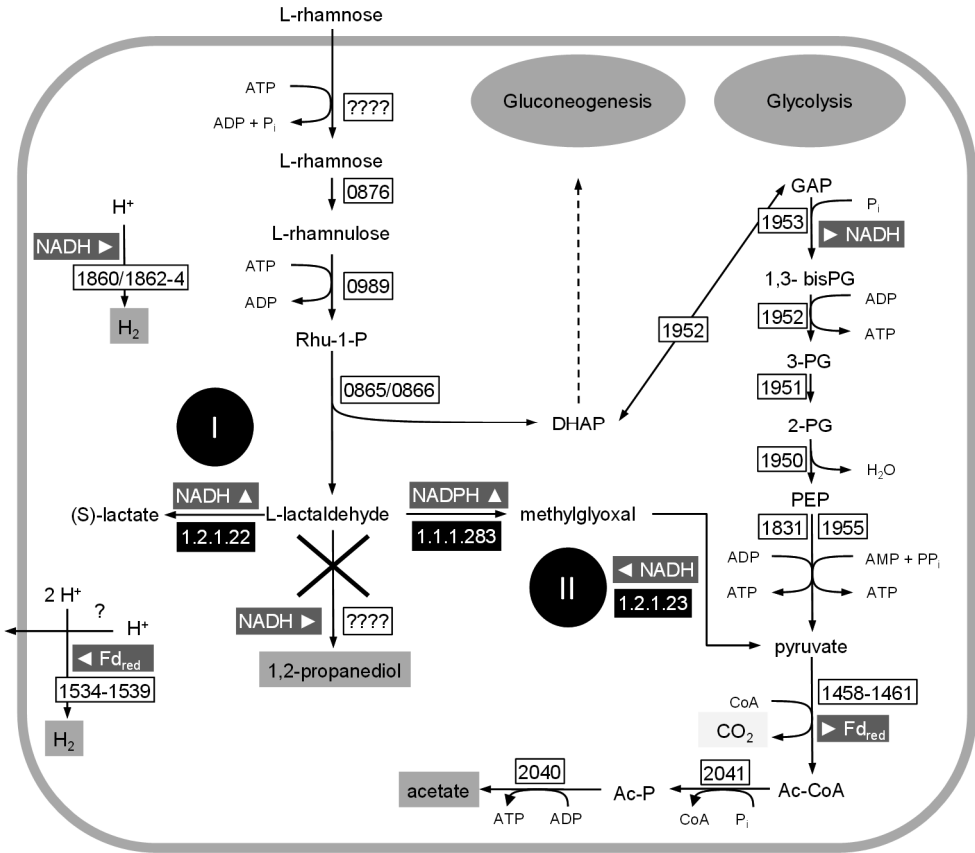 L-rhamnose
ATP
????
ADP + Pi
L-rhamnose
0876
L-rhamnulose
ATP
0989
ADP
Rhu-1-P
0865/0866
Gluconeogenesis
Glycolysis
H+
NADH ►
1860/1862-4
H2
GAP
Pi
1953
► NADH
1,3- bisPG
ADP
1952
ATP
3-PG
1951
2-PG
1950
H2O
PEP
1952
DHAP
I
NADH ▲
(S)-lactate
1.2.1.22
L-lactaldehyde
NADPH ▲
1.1.1.283
methylglyoxal
II
◄ NADH
1.2.1.23
1831
1955
ADP
AMP + PPi
ATP
ATP
pyruvate
NADH ►
????
1,2-propanediol
2 H+
?
H+
◄ Fdred
1534-1539
H2
1458-1461
CoA
CO2
► Fdred
Ac-CoA
2041
CoA
Pi
Ac-P
2040
ATP
ADP
acetate